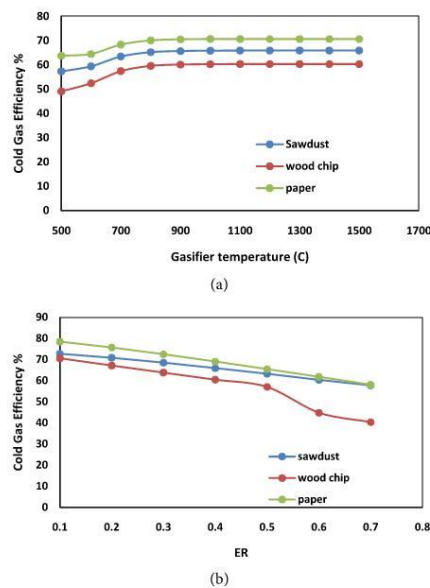 80
70
60
50
40
30
20
10
0
Cold Gas Efficiency %
Sawdust
wood chip
paper
500 700 900 1100 1300 1500 1700
Gasifier temperature (C)
(a)
90
80
70
60
50
40
30
20
10
0
Cold Gas Efficiency %
sawdust
wood chip
paper
0.1 0.2 0.3 0.4 0.5 0.6 0.7 0.8
ER
(b)